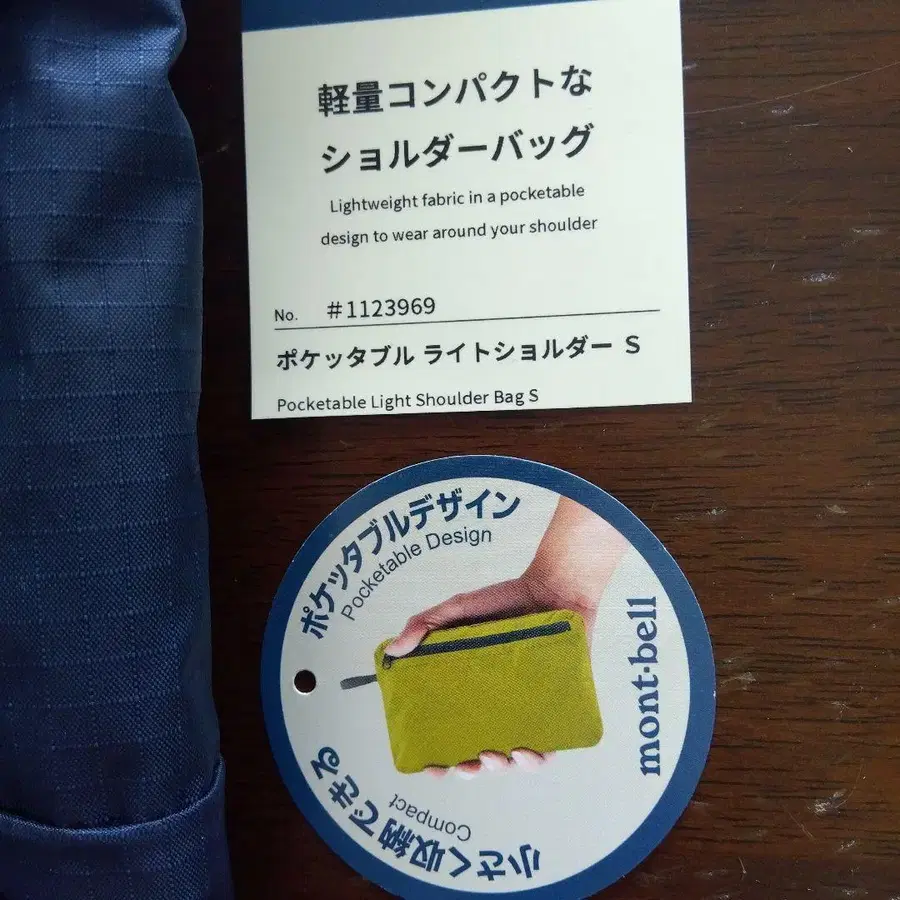 軽量コンパクトな
ショルダーバッグ
Lightweight fabric in a pocketable
design to wear around your shoulder
No. #1123969
ポケッタブル ライトショルダー S
Pocketable Light Shoulder Bag S
ポケッタブルデザイン
Pocketable Design
mont-bell
小さく収納できる
Compact